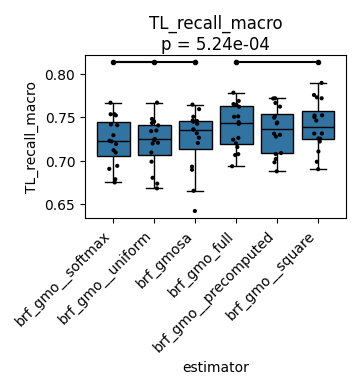 TL_recall_macro
p = 5.24e-04
TL_recall_macro
0.80
0.75
0.70
0.65
brf_gmo__softmax
brf_gmo__uniform
brf_gmosa
brf_gmo_full
brf_gmo__precomputed
brf_gmo__square
estimator